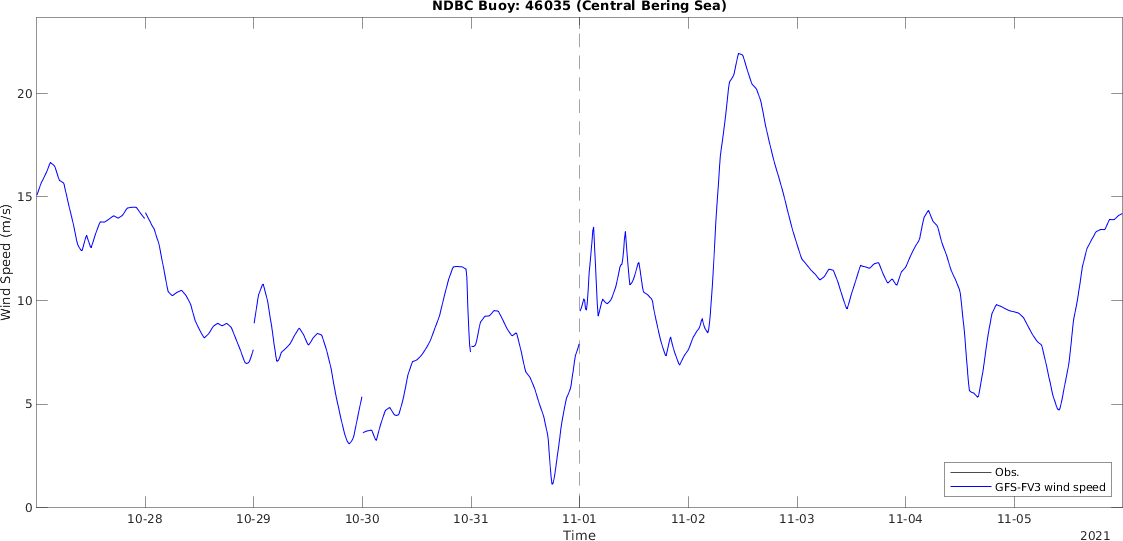 NDBC Buoy: 46035 (Central Bering Sea)
20
15
10
5
0
Wind Speed (m/s)
10-28 10-29 10-30 10-31 11-01 11-02 11-03 11-04 11-05
Time
2021
Obs.
GFS-FV3 wind speed